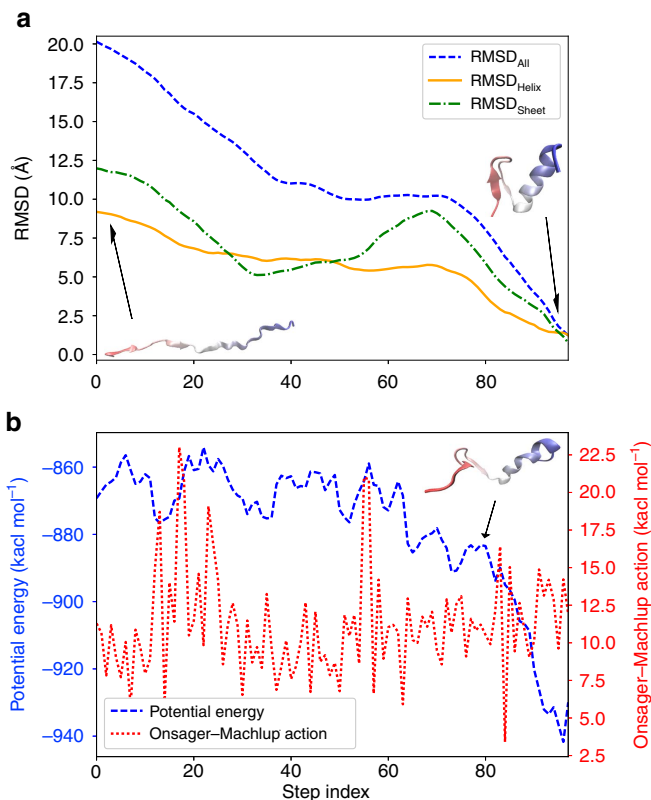 a
20.0
17.5
15.0
12.5
10.0
7.5
5.0
2.5
0.0
RMSD (Å)
RMSD_All
RMSD_Helix
RMSD_Sheet
0 20 40 60 80
b
−860
−880
−900
−920
−940
Potential energy (kacl mol⁻¹)
22.5
20.0
17.5
15.0
12.5
10.0
7.5
5.0
2.5
Onsager–Machlup action (kacl mol⁻¹)
Potential energy
Onsager–Machlup action
0 20 40 60 80
Step index